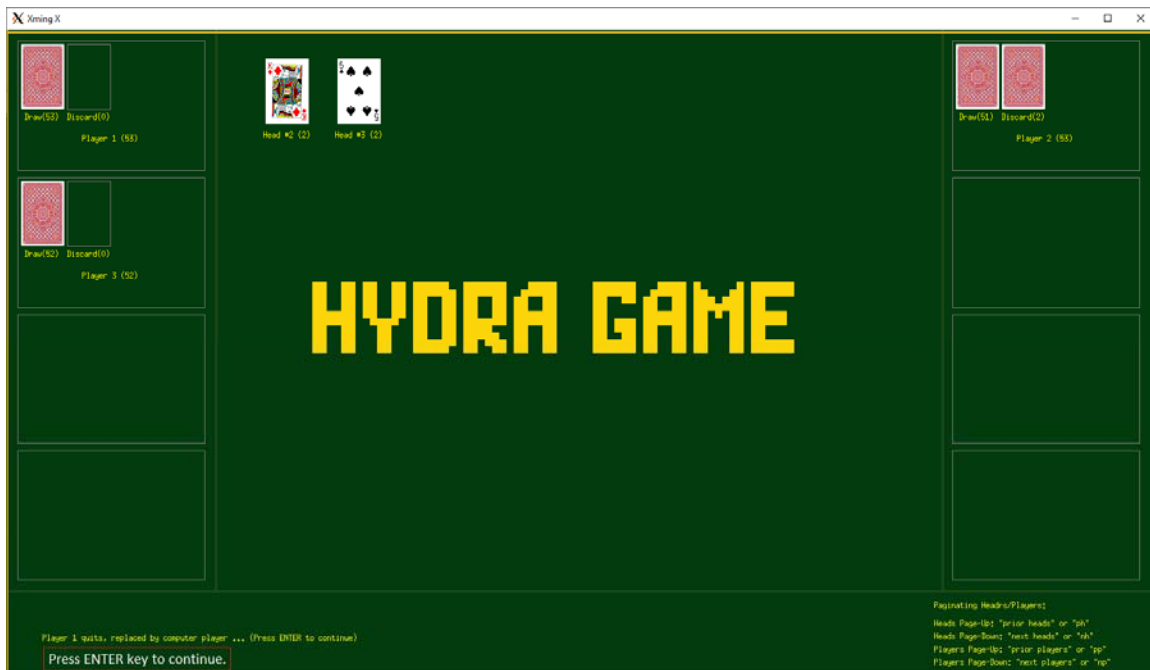 Xming X
Draw(53) Discard(0)
Player 1 (53)
Head #2 (2) Head #3 (2)
Draw(51) Discard(2)
Player 2 (53)
Draw(52) Discard(0)
Player 3 (52)
HYDRA GAME
Paginating Headrs/Players:
Heads Page-Up: "prior heads" or "ph"
Heads Page-Down: "next heads" or "nh"
Players Page-Up: "prior players" or "pp"
Players Page-Down: "next players" or "np"
Player 1 quits, replaced by computer player ... (Press ENTER to continue)
Press ENTER key to continue.